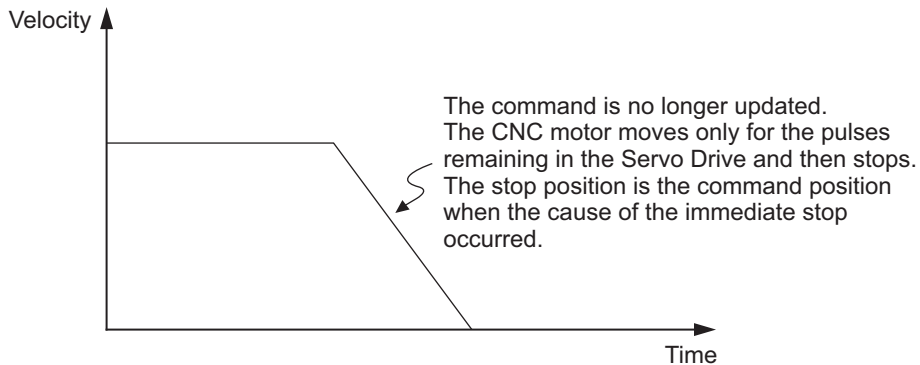 Velocity
The command is no longer updated.
The CNC motor moves only for the pulses
remaining in the Servo Drive and then stops.
The stop position is the command position
when the cause of the immediate stop
occurred.
Time